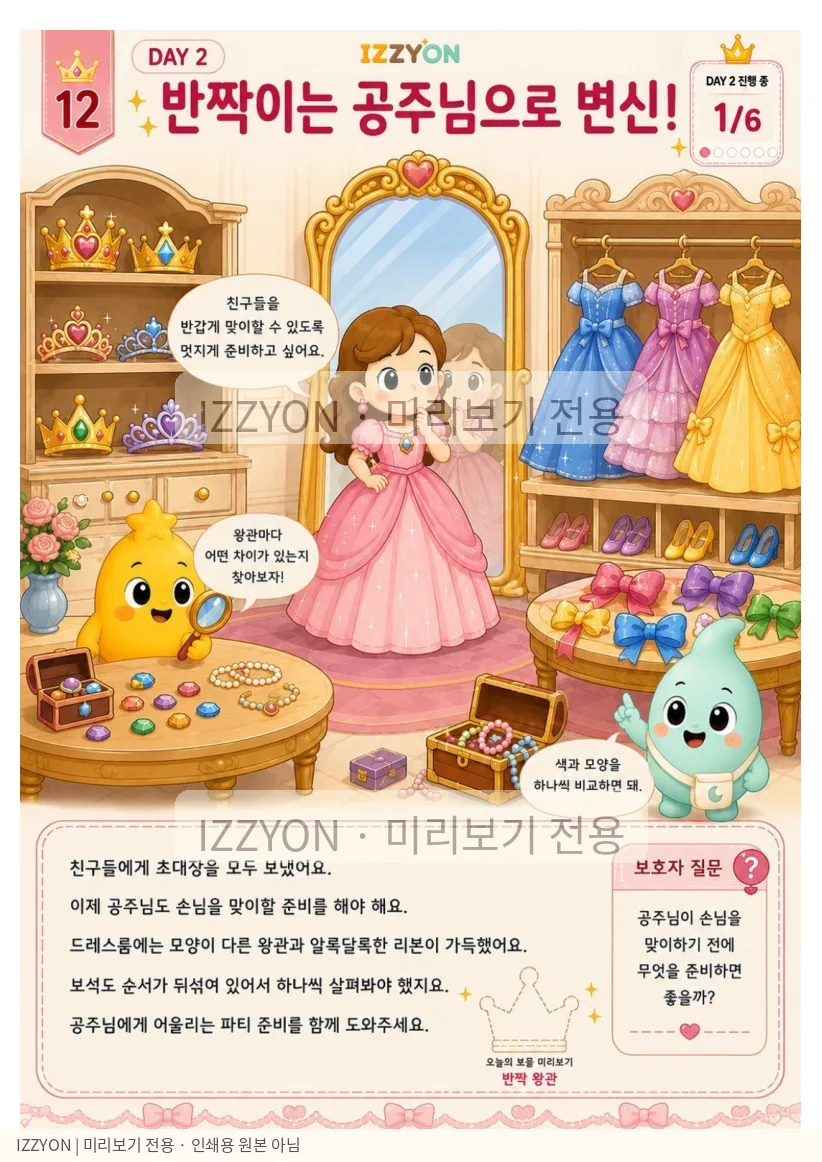 12
DAY 2
IZZYON
반짝이는 공주님으로 변신!
DAY 2 진행 중
1/6
친구들을
반갑게 맞이할 수 있도록
멋지게 준비하고 싶어요.
IZZYON · 미리보기 전용
왕관마다
어떤 차이가 있는지
찾아보자!
색과 모양을
하나씩 비교하면 돼.
IZZYON · 미리보기 전용
친구들에게 초대장을 모두 보냈어요.
이제 공주님도 손님을 맞이할 준비를 해야 해요.
드레스룸에는 모양이 다른 왕관과 알록달록한 리본이 가득했어요.
보석도 순서가 뒤섞여 있어서 하나씩 살펴봐야 했지요.
공주님에게 어울리는 파티 준비를 함께 도와주세요.
오늘의 보물 미리보기
반짝 왕관
보호자 질문
?
공주님이 손님을
맞이하기 전에
무엇을 준비하면
좋을까?
IZZYON | 미리보기 전용 · 인쇄용 원본 아님